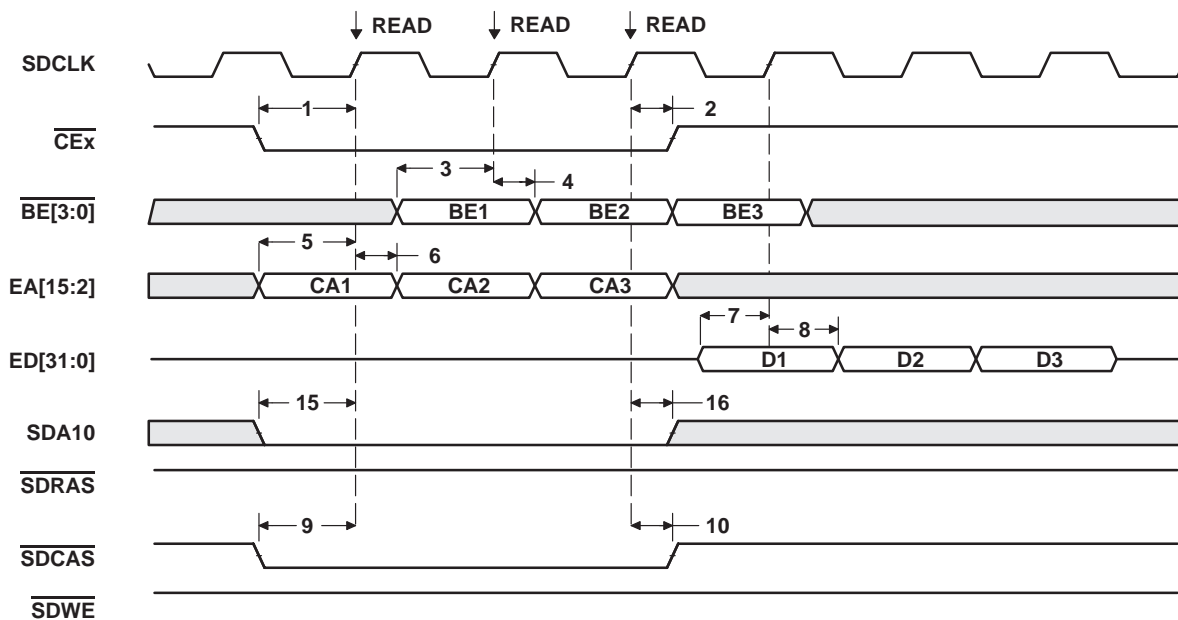 READ READ READ
SDCLK
1 2
CEx
3 4
BE[3:0] BE1 BE2 BE3
5 6
EA[15:2] CA1 CA2 CA3
7 8
ED[31:0] D1 D2 D3
15 16
SDA10
SDRAS
9 10
SDCAS
SDWE